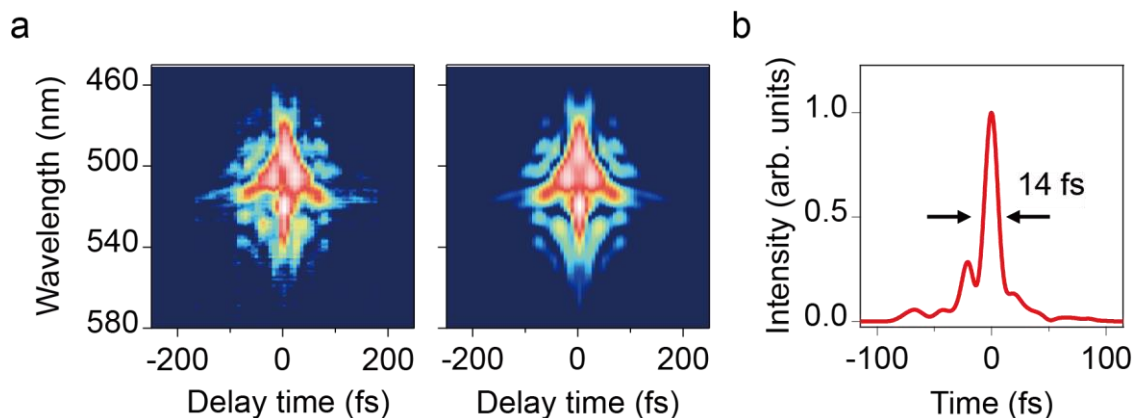 a
Wavelength (nm)
460
500
540
580
-200
0
200
Delay time (fs)
-200
0
200
Delay time (fs)
b
Intensity (arb. units)
1.0
0.5
0.0
14 fs
-100
0
100
Time (fs)